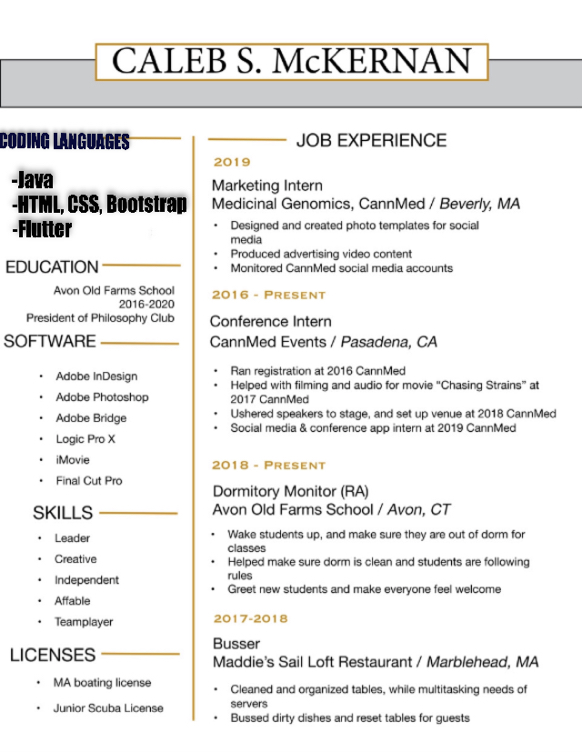 CALEB S. McKERNAN
CODING LANGUAGES
-Java
-HTML, CSS, Bootstrap
-Flutter
EDUCATION
Avon Old Farms School
2016-2020
President of Philosophy Club
SOFTWARE
• Adobe InDesign
• Adobe Photoshop
• Adobe Bridge
• Logic Pro X
• iMovie
• Final Cut Pro
SKILLS
• Leader
• Creative
• Independent
• Affable
• Teamplayer
LICENSES
• MA boating license
• Junior Scuba License
JOB EXPERIENCE
2019
Marketing Intern
Medicinal Genomics, CannMed / Beverly, MA
• Designed and created photo templates for social
media
• Produced advertising video content
• Monitored CannMed social media accounts
2016 - PRESENT
Conference Intern
CannMed Events / Pasadena, CA
• Ran registration at 2016 CannMed
• Helped with filming and audio for movie “Chasing Strains” at
2017 CannMed
• Ushered speakers to stage, and set up venue at 2018 CannMed
• Social media & conference app intern at 2019 CannMed
2018 - PRESENT
Dormitory Monitor (RA)
Avon Old Farms School / Avon, CT
• Wake students up, and make sure they are out of dorm for
classes
• Helped make sure dorm is clean and students are following
rules
• Greet new students and make everyone feel welcome
2017-2018
Busser
Maddie’s Sail Loft Restaurant / Marblehead, MA
• Cleaned and organized tables, while multitasking needs of
servers
• Bussed dirty dishes and reset tables for guests